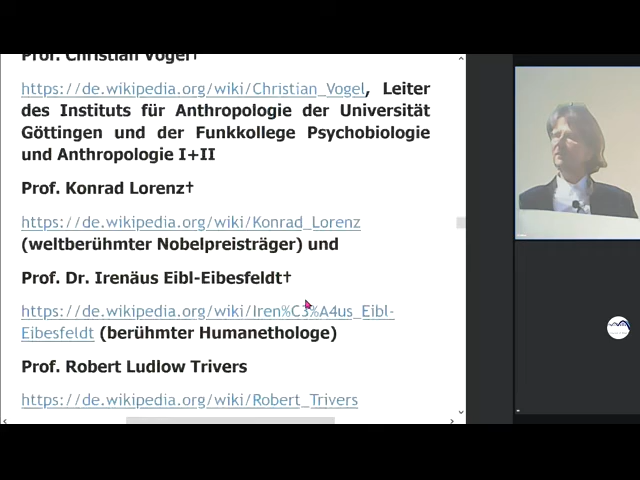 Prof. Christian Vogel†
https://de.wikipedia.org/wiki/Christian_Vogel, Leiter
des Instituts für Anthropologie der Universität
Göttingen und der Funkkollege Psychobiologie
und Anthropologie I+II
Prof. Konrad Lorenz†
https://de.wikipedia.org/wiki/Konrad_Lorenz
(weltberühmter Nobelpreisträger) und
Prof. Dr. Irenäus Eibl-Eibesfeldt†
https://de.wikipedia.org/wiki/Iren%C3%A4us_Eibl-
Eibesfeldt (berühmter Humanethologe)
Prof. Robert Ludlow Trivers
https://de.wikipedia.org/wiki/Robert_Trivers